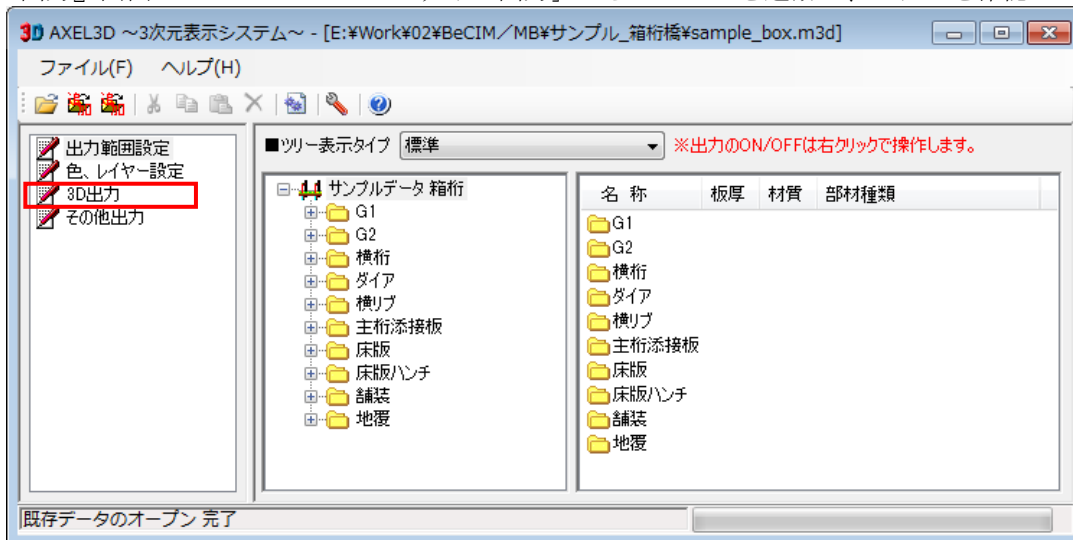 3D AXEL3D ～3次元表示システム～ - [E:¥Work¥02¥BeCIM／MB¥サンプル_箱桁橋¥sample_box.m3d]
ファイル(F) ヘルプ(H)
出力範囲設定
色、レイヤー設定
3D出力
その他出力
■ツリー表示タイプ 標準 ※出力のON/OFFは右クリックで操作します。
サンプルデータ 箱桁
G1
G2
横桁
ダイア
横リブ
主桁添接板
床版
床版ハンチ
舗装
地覆
名 称 板厚 材質 部材種類
G1
G2
横桁
ダイア
横リブ
主桁添接板
床版
床版ハンチ
舗装
地覆
既存データのオープン 完了